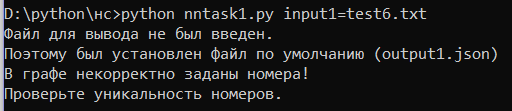 D:\python\нс>python nntask1.py input1=test6.txt
Файл для вывода не был введен.
Поэтому был установлен файл по умолчанию (output1.json)
В графе некорректно заданы номера!
Проверьте уникальность номеров.